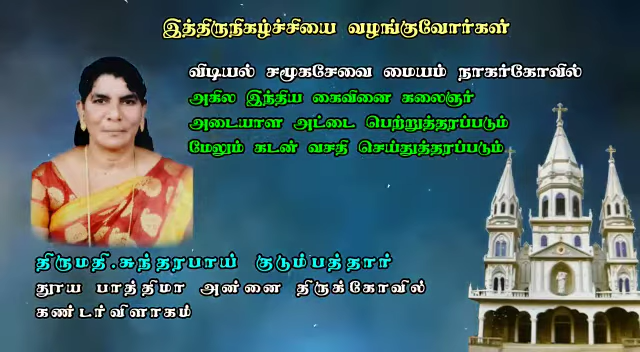 இத்திருநிகழ்ச்சியை வழங்குவோர்கள்
விடியல் சமூகசேவை மையம் நாகர்கோவில்
அகில இந்திய கைவினை கலைஞர்
அடையாள அட்டை பெற்றுத்தரப்படும்
மேலும் கடன் வசதி செய்துத்தரப்படும்
திருமதி.சுந்தரபாய் குடும்பத்தார்
தூய பாத்திமா அன்னை திருக்கோவில்
கண்டர்விளாகம்